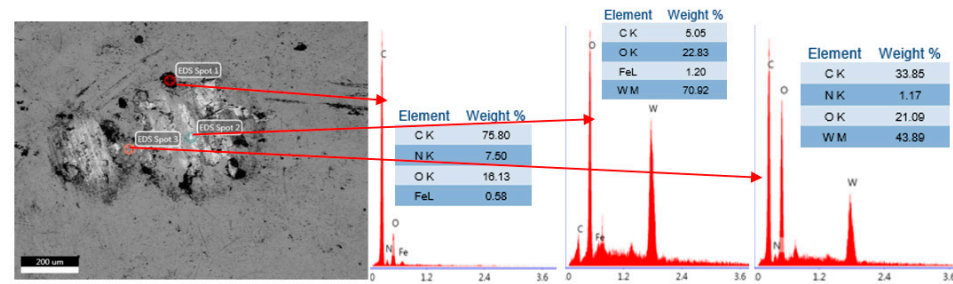 EDS Spot 1
EDS Spot 2
EDS Spot 3
200 um
Element Weight %
C K 75.80
N K 7.50
O K 16.13
FeL 0.58
C
N
O
Fe
0 1.2 2.4 3.6
Element Weight %
C K 5.05
O K 22.83
FeL 1.20
W M 70.92
O
W
C
Fe
0 1.2 2.4 3.6
Element Weight %
C K 33.85
N K 1.17
O K 21.09
W M 43.89
C
O
W
N
0 1.2 2.4 3.6